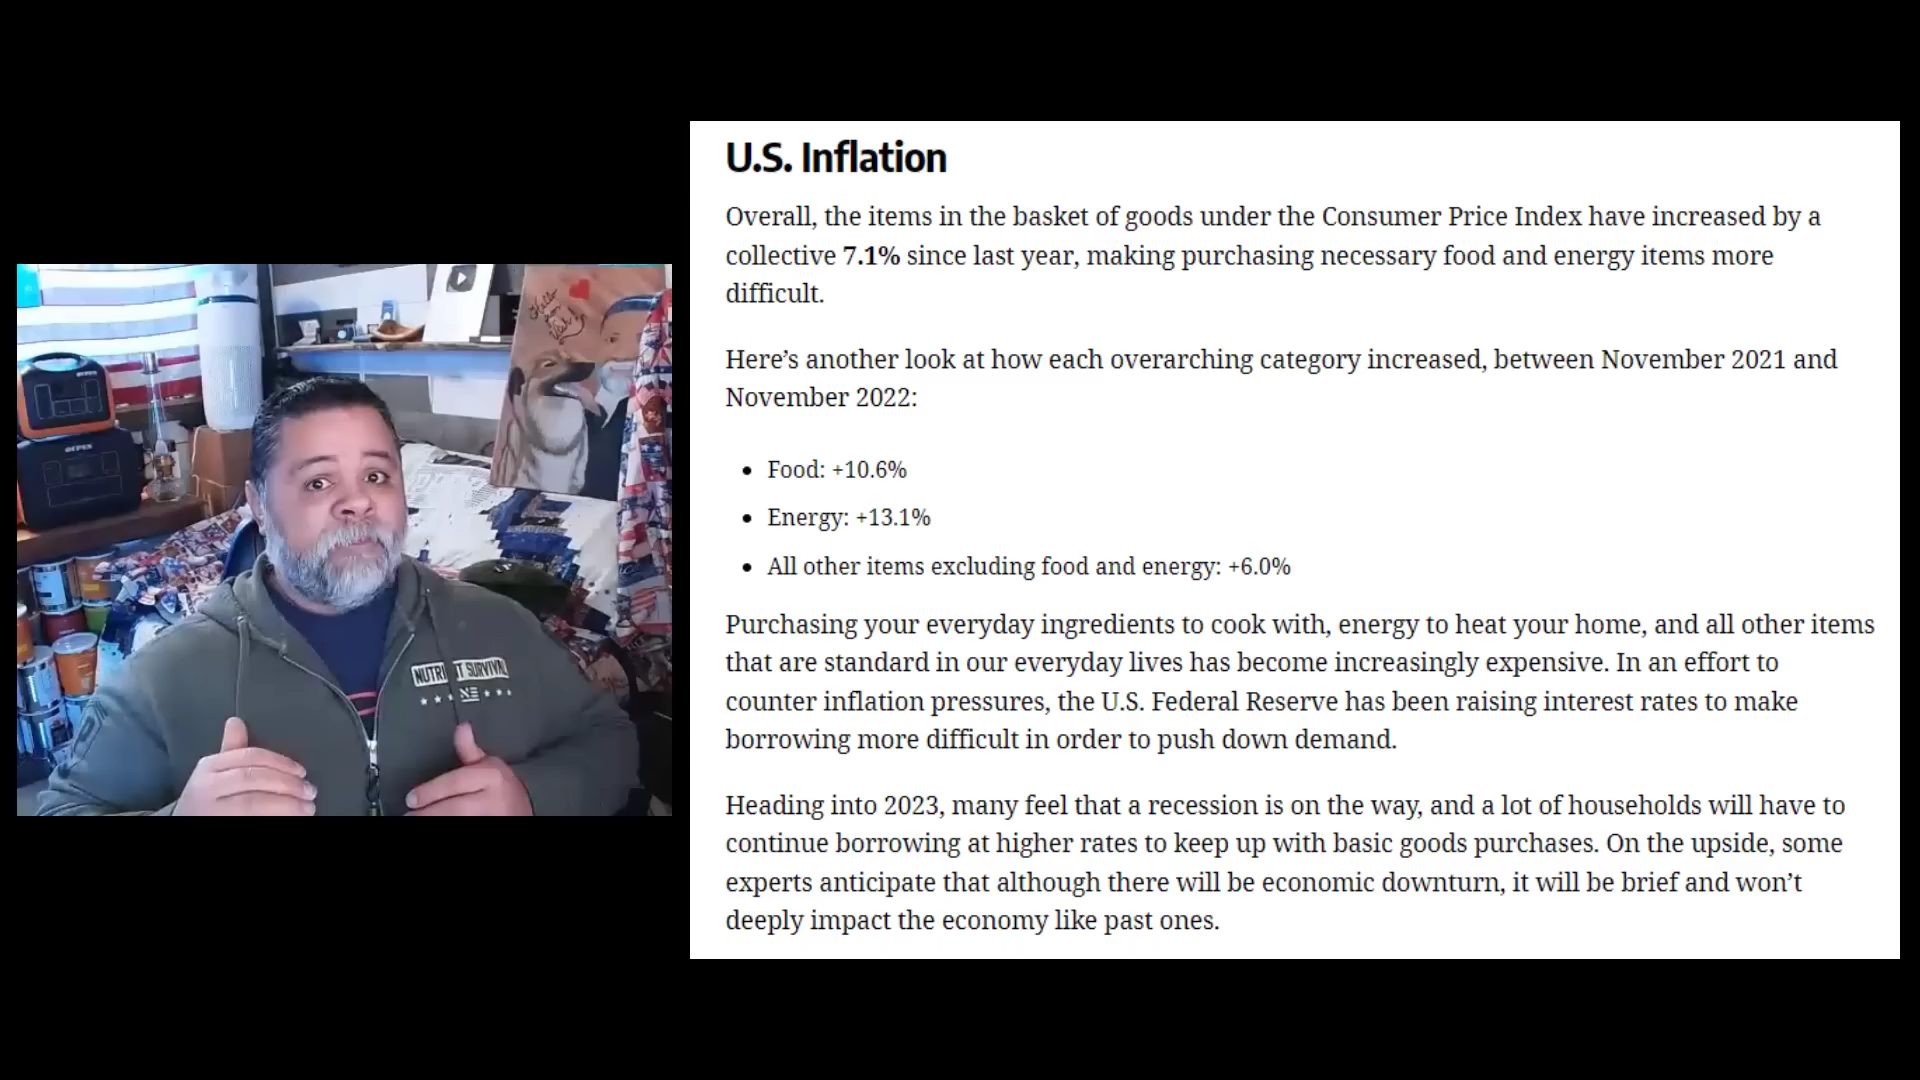 U.S. Inflation
Overall, the items in the basket of goods under the Consumer Price Index have increased by a
collective 7.1% since last year, making purchasing necessary food and energy items more
difficult.
Here’s another look at how each overarching category increased, between November 2021 and
November 2022:
• Food: +10.6%
• Energy: +13.1%
• All other items excluding food and energy: +6.0%
Purchasing your everyday ingredients to cook with, energy to heat your home, and all other items
that are standard in our everyday lives has become increasingly expensive. In an effort to
counter inflation pressures, the U.S. Federal Reserve has been raising interest rates to make
borrowing more difficult in order to push down demand.
Heading into 2023, many feel that a recession is on the way, and a lot of households will have to
continue borrowing at higher rates to keep up with basic goods purchases. On the upside, some
experts anticipate that although there will be economic downturn, it will be brief and won’t
deeply impact the economy like past ones.
Hello